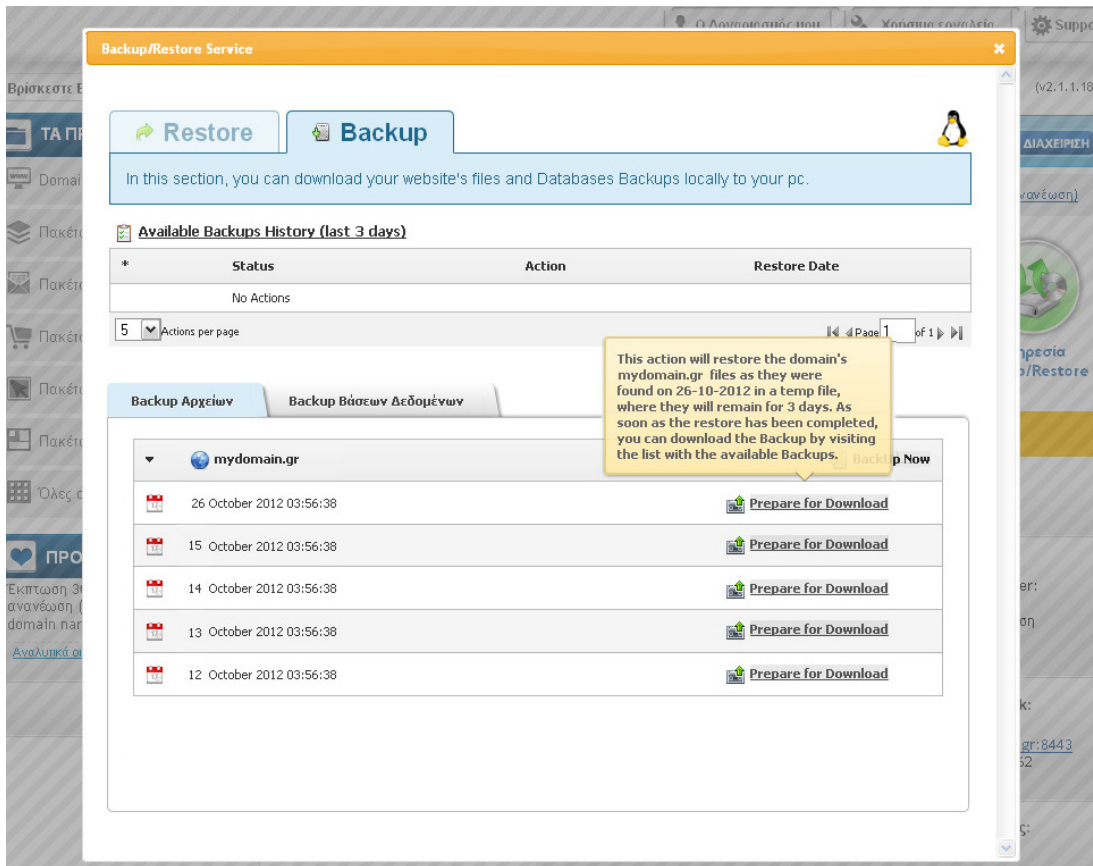 Ο Λογαριασμός μου
Χρήσιμα εργαλεία
Backup/Restore Service
(v2.1.1.18
Βρίσκεστε
ΤΑ
ΔΙΑΧΕΙΡΙΣΗ
Restore
Backup
In this section, you can download your website's files and Databases Backups locally to your pc.
Available Backups History (last 3 days)
* Status Action Restore Date
No Actions
5 Actions per page
Page 1 of 1
This action will restore the domain's
mydomain.gr files as they were
found on 26-10-2012 in a temp file,
where they will remain for 3 days. As
soon as the restore has been completed,
you can download the Backup by visiting
the list with the available Backups.
/Restore
Backup Αρχείων
Backup Βάσεων Δεδομένων
mydomain.gr
BackUp Now
26 October 2012 03:56:38 Prepare for Download
15 October 2012 03:56:38 Prepare for Download
14 October 2012 03:56:38 Prepare for Download
13 October 2012 03:56:38 Prepare for Download
12 October 2012 03:56:38 Prepare for Download
Έκπτωση
ανανέωση (
domain
gr:8443